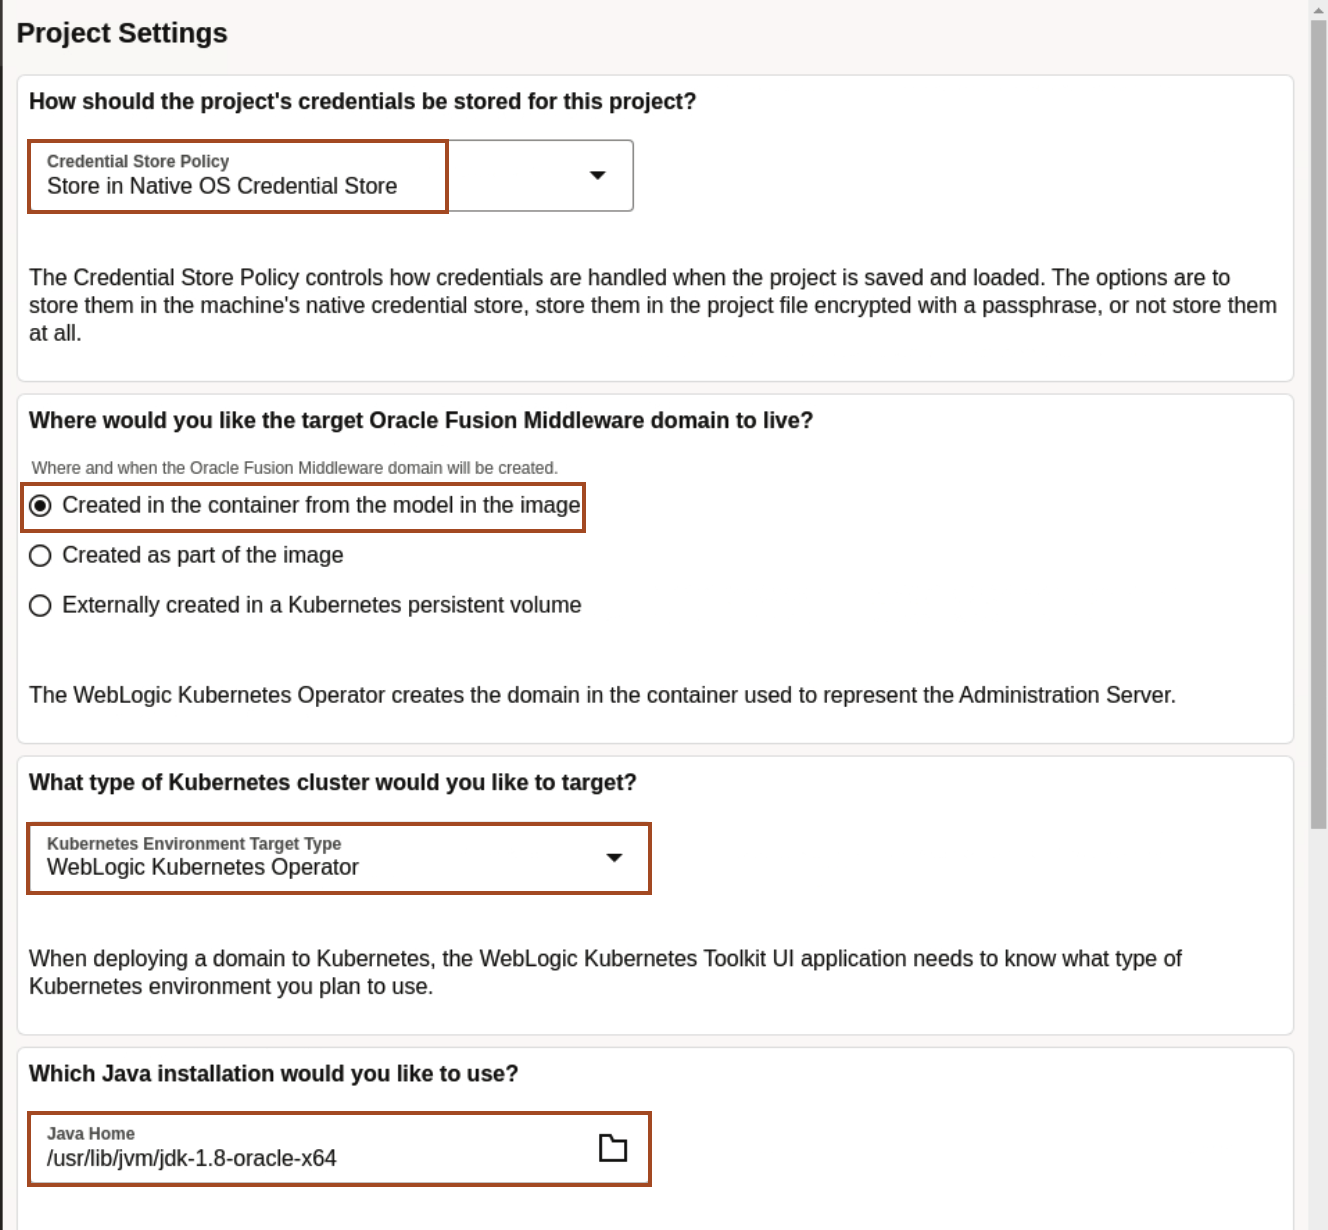 Project Settings
How should the project's credentials be stored for this project?
Credential Store Policy
Store in Native OS Credential Store
The Credential Store Policy controls how credentials are handled when the project is saved and loaded. The options are to
store them in the machine's native credential store, store them in the project file encrypted with a passphrase, or not store them
at all.
Where would you like the target Oracle Fusion Middleware domain to live?
Where and when the Oracle Fusion Middleware domain will be created.
Created in the container from the model in the image
Created as part of the image
Externally created in a Kubernetes persistent volume
The WebLogic Kubernetes Operator creates the domain in the container used to represent the Administration Server.
What type of Kubernetes cluster would you like to target?
Kubernetes Environment Target Type
WebLogic Kubernetes Operator
When deploying a domain to Kubernetes, the WebLogic Kubernetes Toolkit UI application needs to know what type of
Kubernetes environment you plan to use.
Which Java installation would you like to use?
Java Home
/usr/lib/jvm/jdk-1.8-oracle-x64